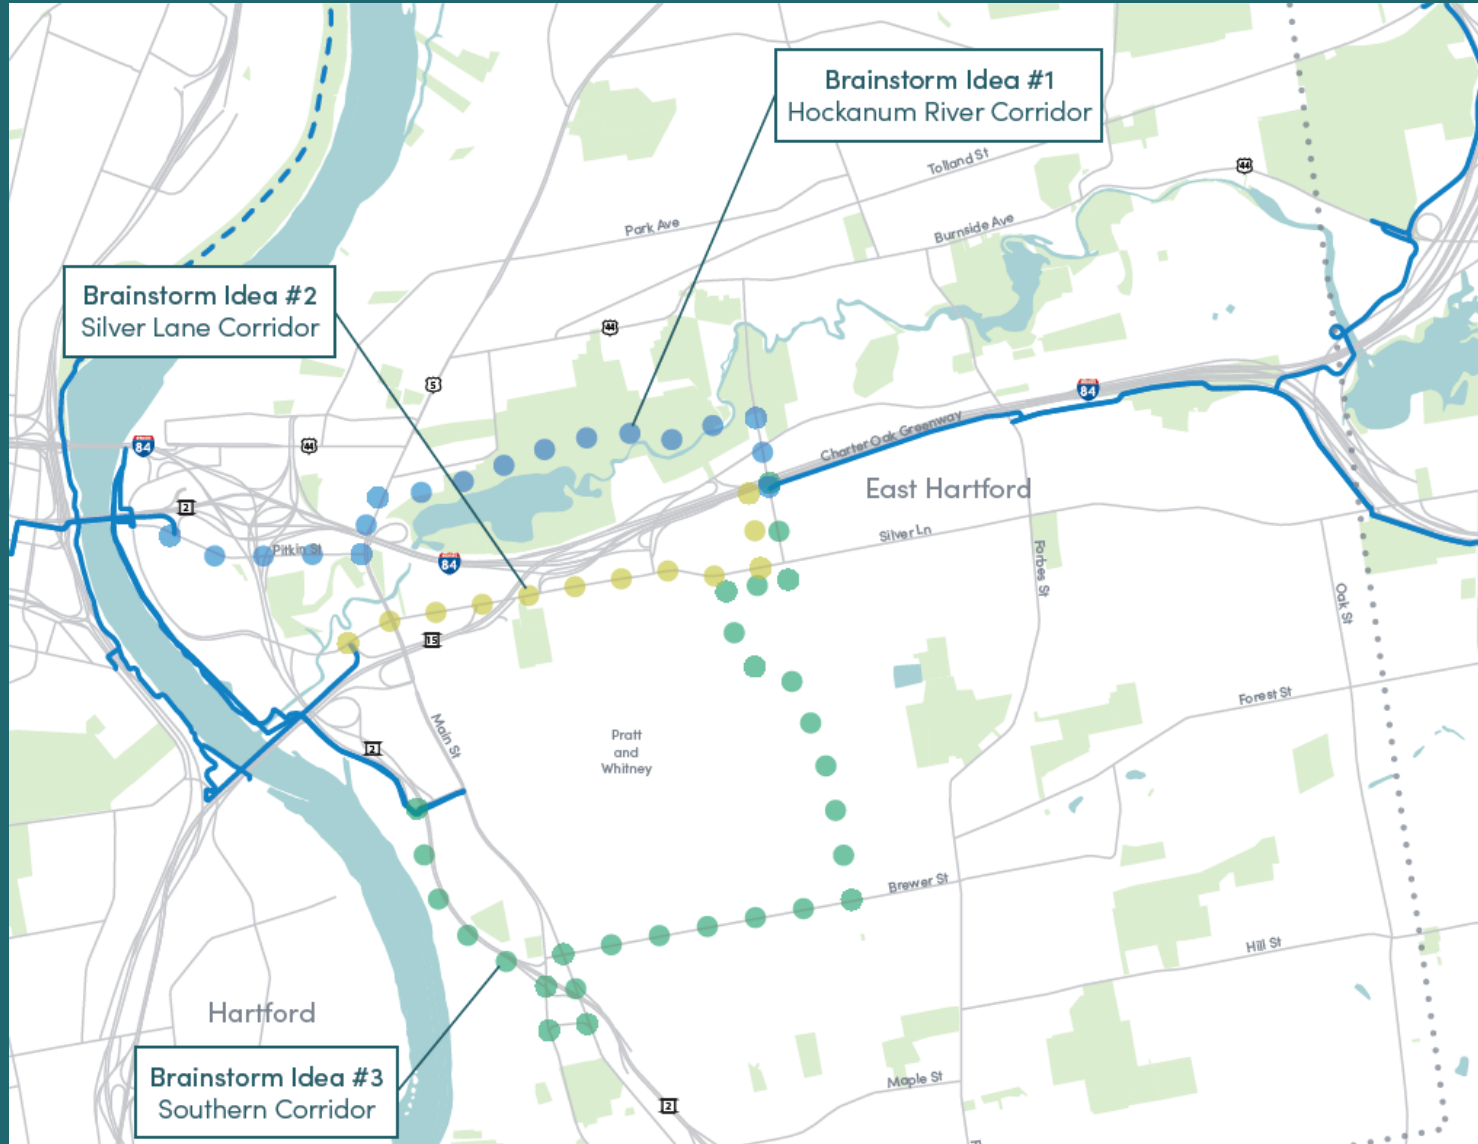 Brainstorm Idea #1
Hockanum River Corridor
Tolland St
44
Park Ave
Burnside Ave
Brainstorm Idea #2
Silver Lane Corridor
44
5
84
Charter Oak Greenway
84
44
2
East Hartford
Silver Ln
Pitkin St
84
Forbes St
Oak St
15
Forest St
Main St
Pratt
and
Whitney
2
Brewer St
Hill St
Hartford
Brainstorm Idea #3
Southern Corridor
Maple St
2